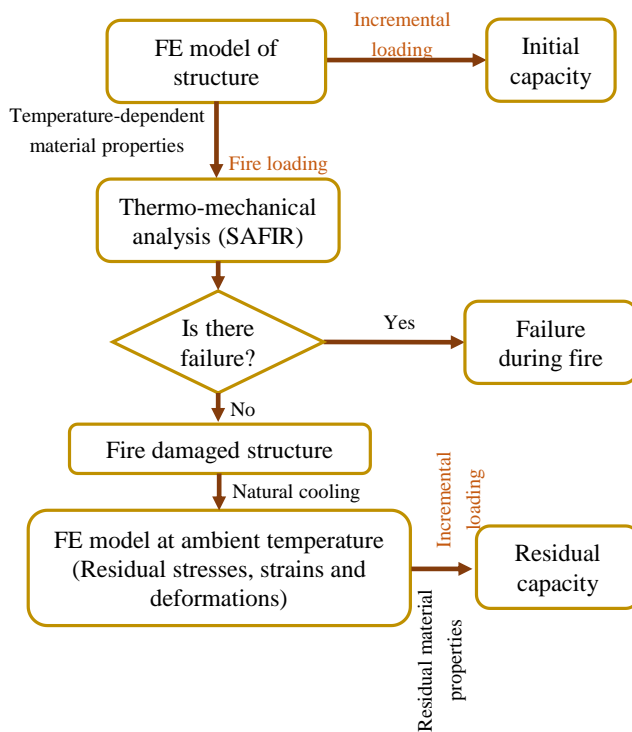 FE model of
structure
Incremental
loading
Initial
capacity
Temperature-dependent
material properties
Fire loading
Thermo-mechanical
analysis (SAFIR)
Is there
failure?
Yes
Failure
during fire
No
Fire damaged structure
Natural cooling
FE model at ambient temperature
(Residual stresses, strains and
deformations)
Incremental
loading
Residual material
properties
Residual
capacity